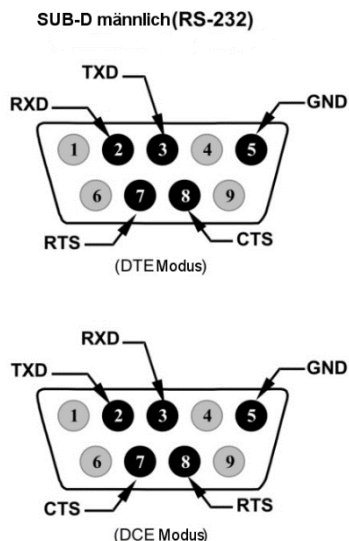 SUB-D männlich(RS-232)
TXD
RXD
GND
1 2 3 4 5
6 7 8 9
RTS
CTS
(DTE Modus)
RXD
TXD
GND
1 2 3 4 5
6 7 8 9
CTS
RTS
(DCE Modus)